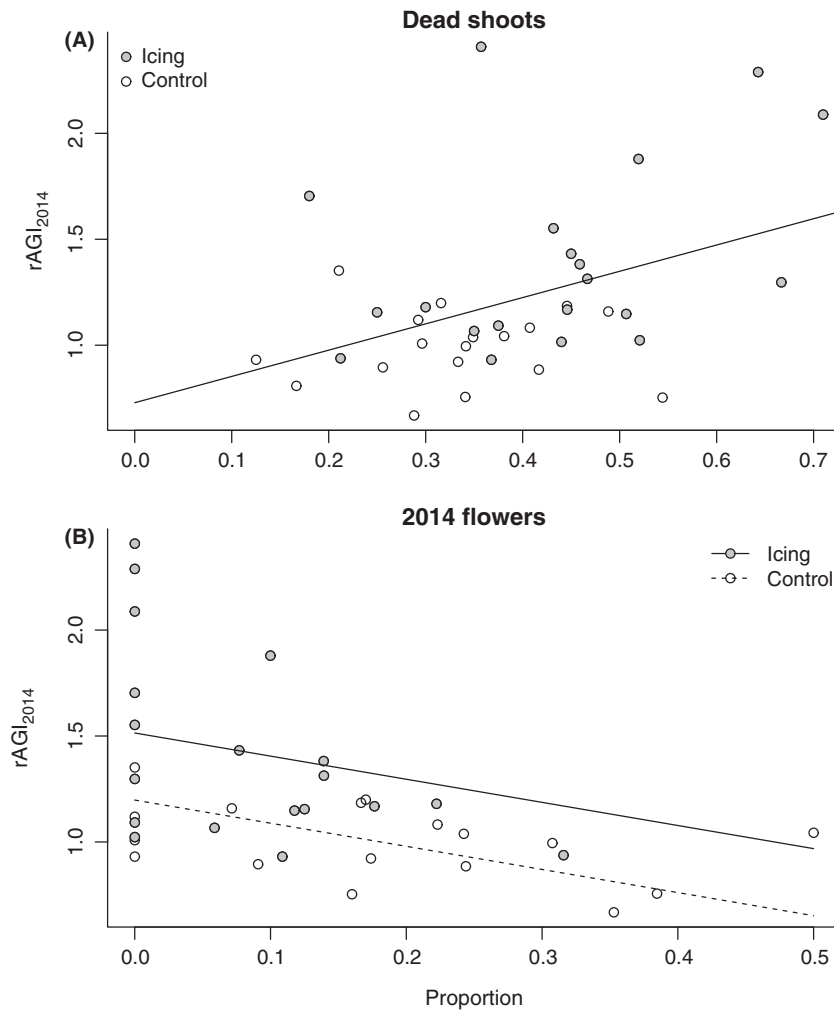 Dead shoots
(A)
Icing
Control
2.0
1.5
1.0
rAGI2014
0.0 0.1 0.2 0.3 0.4 0.5 0.6 0.7
2014 flowers
(B)
Icing
Control
2.0
1.5
1.0
rAGI2014
0.0 0.1 0.2 0.3 0.4 0.5
Proportion